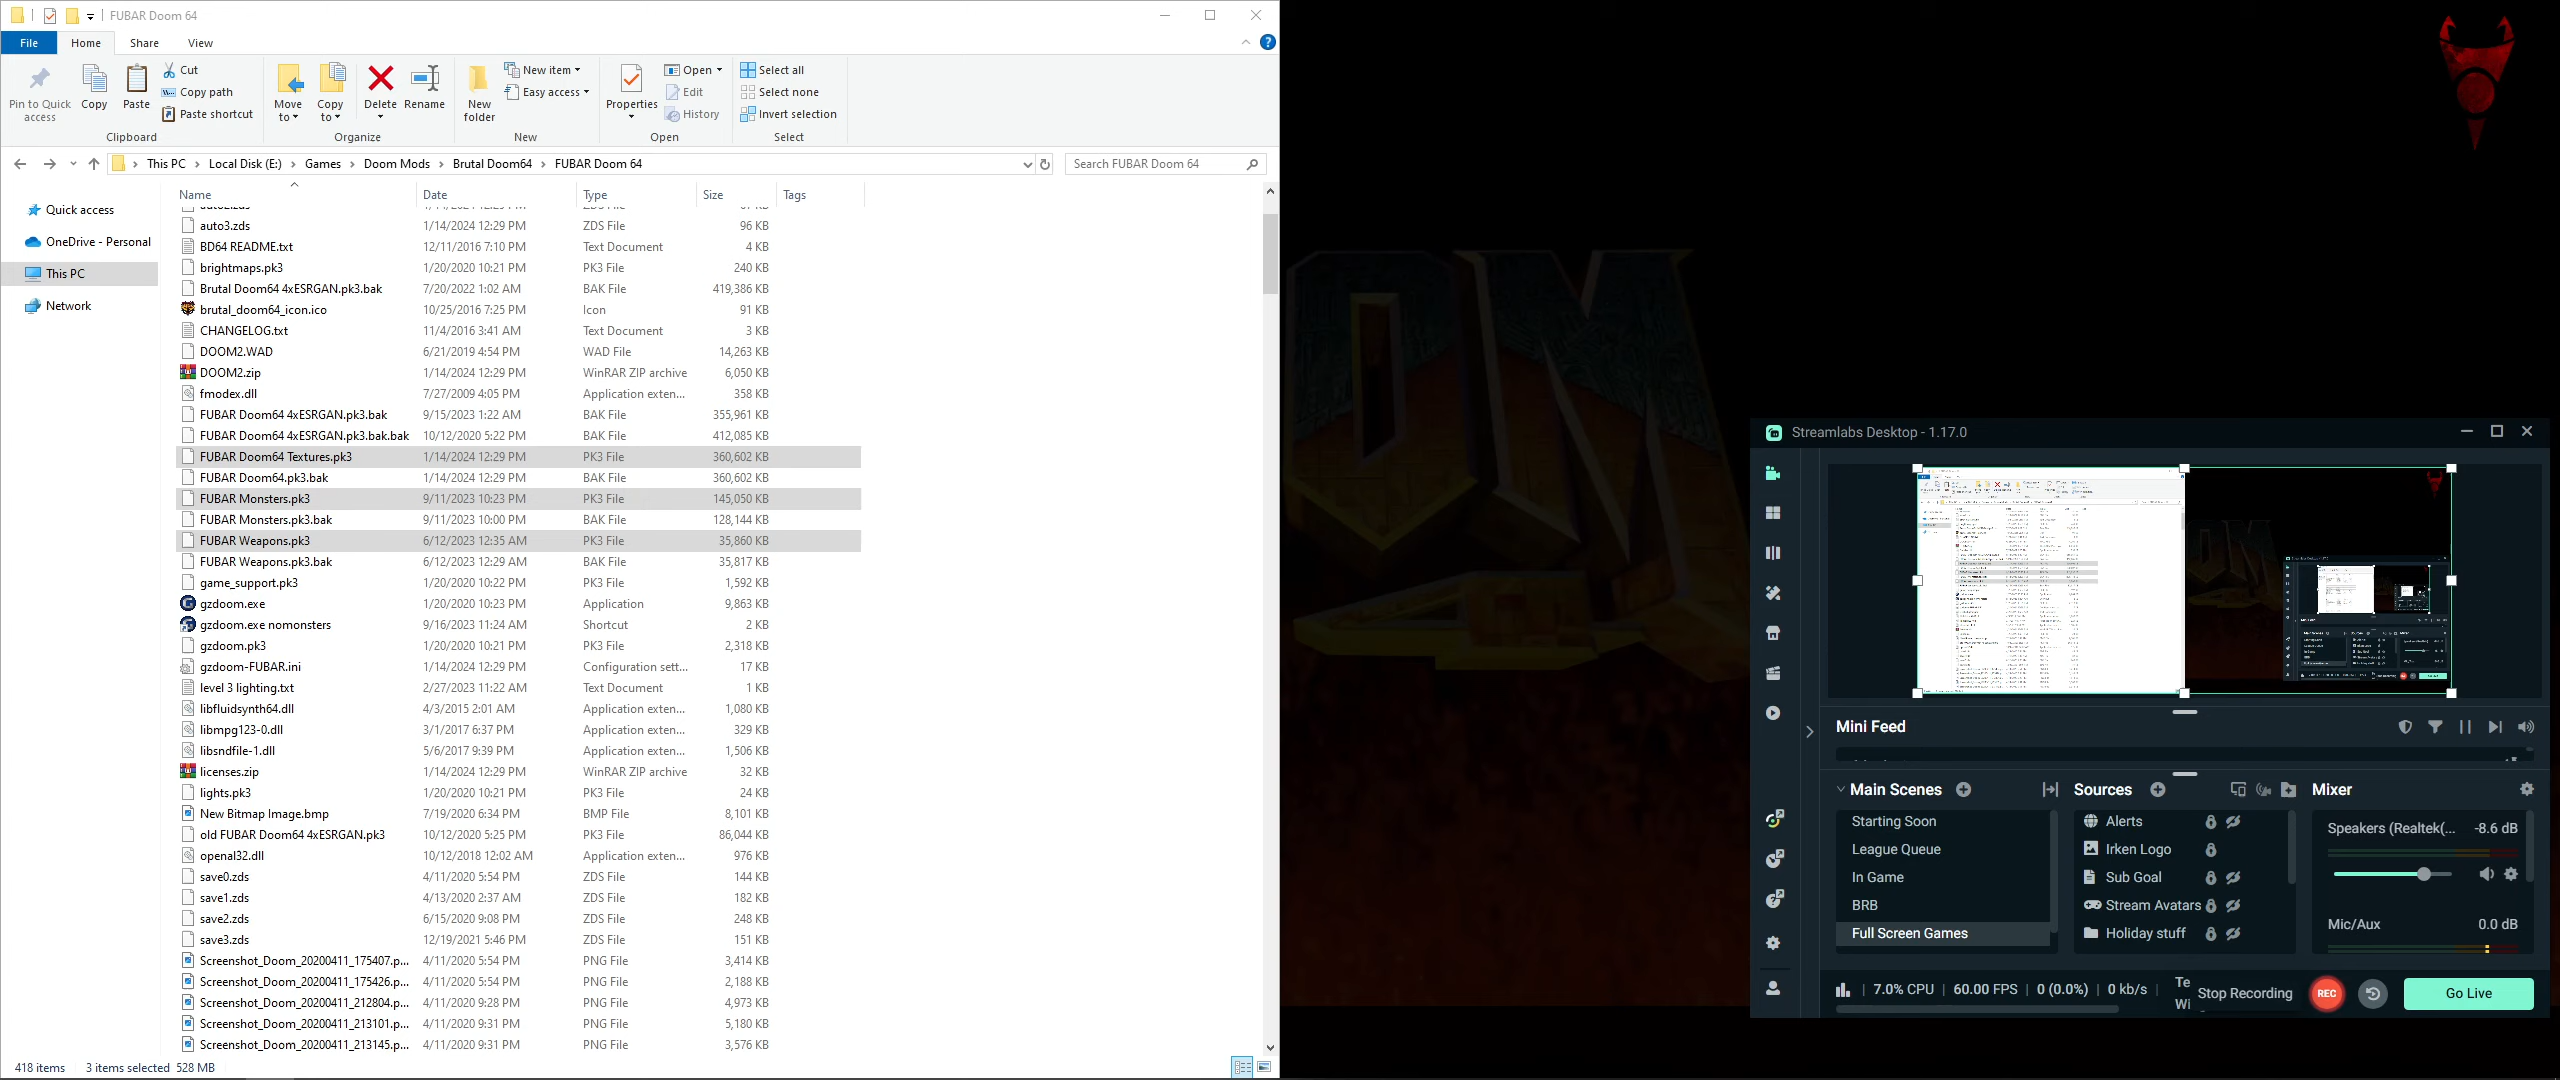 FUBAR Doom 64
File Home Share View
Pin to Quick access
Copy
Paste
Cut
Copy path
Paste shortcut
Clipboard
Move to
Copy to
Delete
Rename
Organize
New folder
New item
Easy access
New
Properties
Open
Edit
History
Open
Select all
Select none
Invert selection
Select
This PC > Local Disk (E:) > Games > Doom Mods > Brutal Doom64 > FUBAR Doom 64
Search FUBAR Doom 64
Quick access
OneDrive - Personal
This PC
Network
Name Date Type Size Tags
auto3.zds 1/14/2024 12:29 PM ZDS File 96 KB
BD64 README.txt 12/11/2016 7:10 PM Text Document 4 KB
brightmaps.pk3 1/20/2020 10:21 PM PK3 File 240 KB
Brutal Doom64 4xESRGAN.pk3.bak 7/20/2022 1:02 AM BAK File 419,386 KB
brutal_doom64_icon.ico 10/25/2016 7:25 PM Icon 91 KB
CHANGELOG.txt 11/4/2016 3:41 AM Text Document 3 KB
DOOM2.WAD 6/21/2019 4:54 PM WAD File 14,263 KB
DOOM2.zip 1/14/2024 12:29 PM WinRAR ZIP archive 6,050 KB
fmodex.dll 7/27/2009 4:05 PM Application exten... 358 KB
FUBAR Doom64 4xESRGAN.pk3.bak 9/15/2023 1:22 AM BAK File 355,961 KB
FUBAR Doom64 4xESRGAN.pk3.bak.bak 10/12/2020 5:22 PM BAK File 412,085 KB
FUBAR Doom64 Textures.pk3 1/14/2024 12:29 PM PK3 File 360,602 KB
FUBAR Doom64.pk3.bak 1/14/2024 12:29 PM BAK File 360,602 KB
FUBAR Monsters.pk3 9/11/2023 10:23 PM PK3 File 145,050 KB
FUBAR Monsters.pk3.bak 9/11/2023 10:00 PM BAK File 128,144 KB
FUBAR Weapons.pk3 6/12/2023 12:35 AM PK3 File 35,860 KB
FUBAR Weapons.pk3.bak 6/12/2023 12:29 AM BAK File 35,817 KB
game_support.pk3 1/20/2020 10:22 PM PK3 File 1,592 KB
gzdoom.exe 1/20/2020 10:23 PM Application 9,863 KB
gzdoom.exe nomonsters 9/16/2023 11:24 AM Shortcut 2 KB
gzdoom.pk3 1/20/2020 10:21 PM PK3 File 2,318 KB
gzdoom-FUBAR.ini 1/14/2024 12:29 PM Configuration sett... 17 KB
level 3 lighting.txt 2/27/2023 11:22 AM Text Document 1 KB
libfluidsynth64.dll 4/3/2015 2:01 AM Application exten... 1,080 KB
libmpg123-0.dll 3/1/2017 6:37 PM Application exten... 329 KB
libsndfile-1.dll 5/6/2017 9:39 PM Application exten... 1,506 KB
licenses.zip 1/14/2024 12:29 PM WinRAR ZIP archive 32 KB
lights.pk3 1/20/2020 10:21 PM PK3 File 24 KB
New Bitmap Image.bmp 7/19/2020 6:34 PM BMP File 8,101 KB
old FUBAR Doom64 4xESRGAN.pk3 10/12/2020 5:25 PM PK3 File 86,044 KB
openal32.dll 10/12/2018 12:02 AM Application exten... 976 KB
save0.zds 4/11/2020 5:54 PM ZDS File 144 KB
save1.zds 4/13/2020 2:37 AM ZDS File 182 KB
save2.zds 6/15/2020 9:08 PM ZDS File 248 KB
save3.zds 12/19/2021 5:46 PM ZDS File 151 KB
Screenshot_Doom_20200411_175407.p... 4/11/2020 5:54 PM PNG File 3,414 KB
Screenshot_Doom_20200411_175426.p... 4/11/2020 5:54 PM PNG File 2,188 KB
Screenshot_Doom_20200411_212804.p... 4/11/2020 9:28 PM PNG File 4,973 KB
Screenshot_Doom_20200411_213101.p... 4/11/2020 9:31 PM PNG File 5,180 KB
Screenshot_Doom_20200411_213145.p... 4/11/2020 9:31 PM PNG File 3,576 KB
418 items 3 items selected 528 MB
Streamlabs Desktop - 1.17.0
Mini Feed
Main Scenes
Starting Soon
League Queue
In Game
BRB
Full Screen Games
Sources
Alerts
Irken Logo
Sub Goal
Stream Avatars
Holiday stuff
Mixer
Speakers (Realtek(... -8.6 dB
Mic/Aux 0.0 dB
7.0% CPU | 60.00 FPS | 0 (0.0%) | 0 kb/s |
Te
Wi
Stop Recording
REC
Go Live